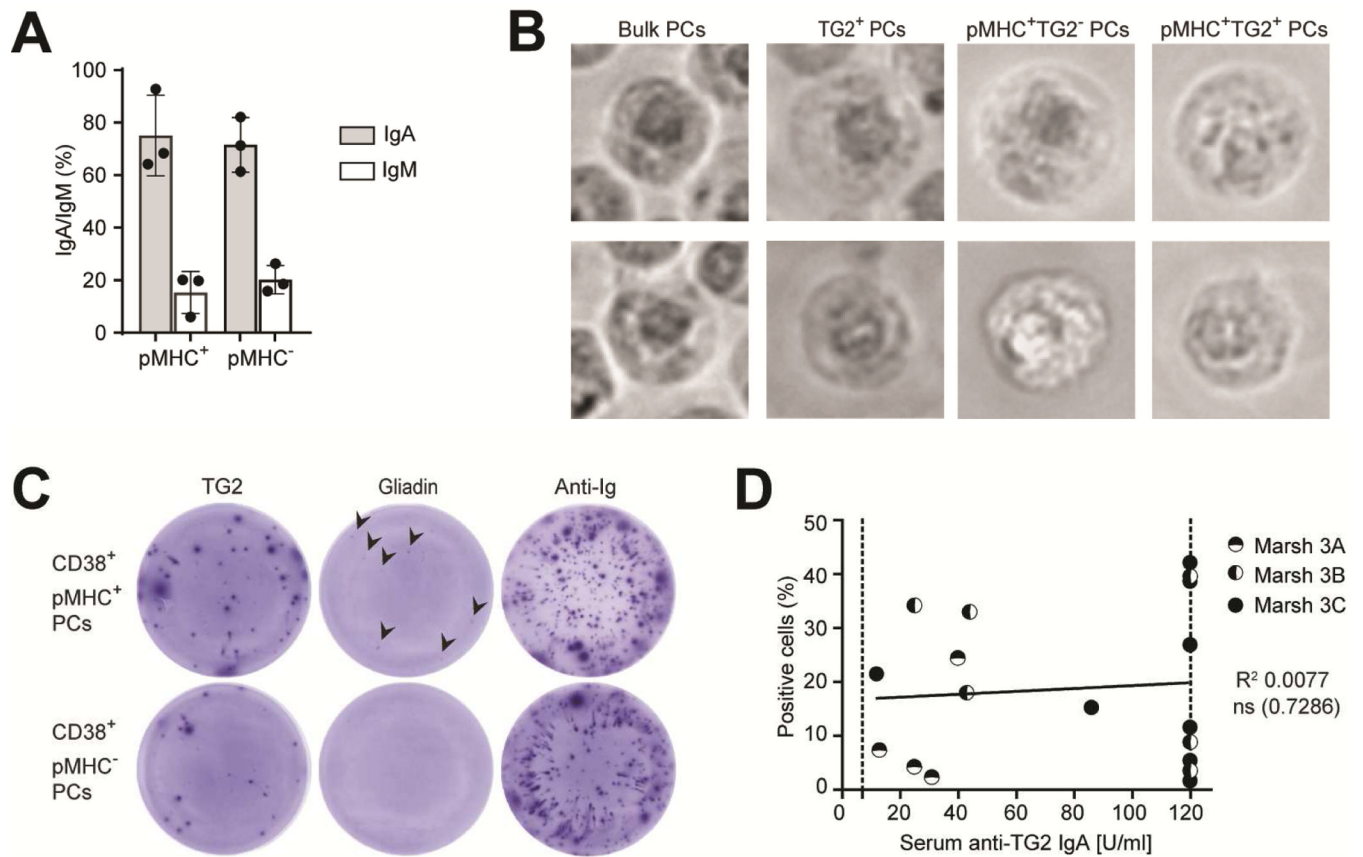 A
100
80
60
40
20
0
IgA/IgM (%)
pMHC+ pMHC-
IgA
IgM
B
Bulk PCs TG2+ PCs pMHC+TG2- PCs pMHC+TG2+ PCs
C
TG2 Gliadin Anti-Ig
CD38+
pMHC+
PCs
CD38+
pMHC-
PCs
D
50
40
30
20
10
0
Positive cells (%)
0 20 40 60 80 100 120
Serum anti-TG2 IgA [U/ml]
Marsh 3A
Marsh 3B
Marsh 3C
R² 0.0077
ns (0.7286)